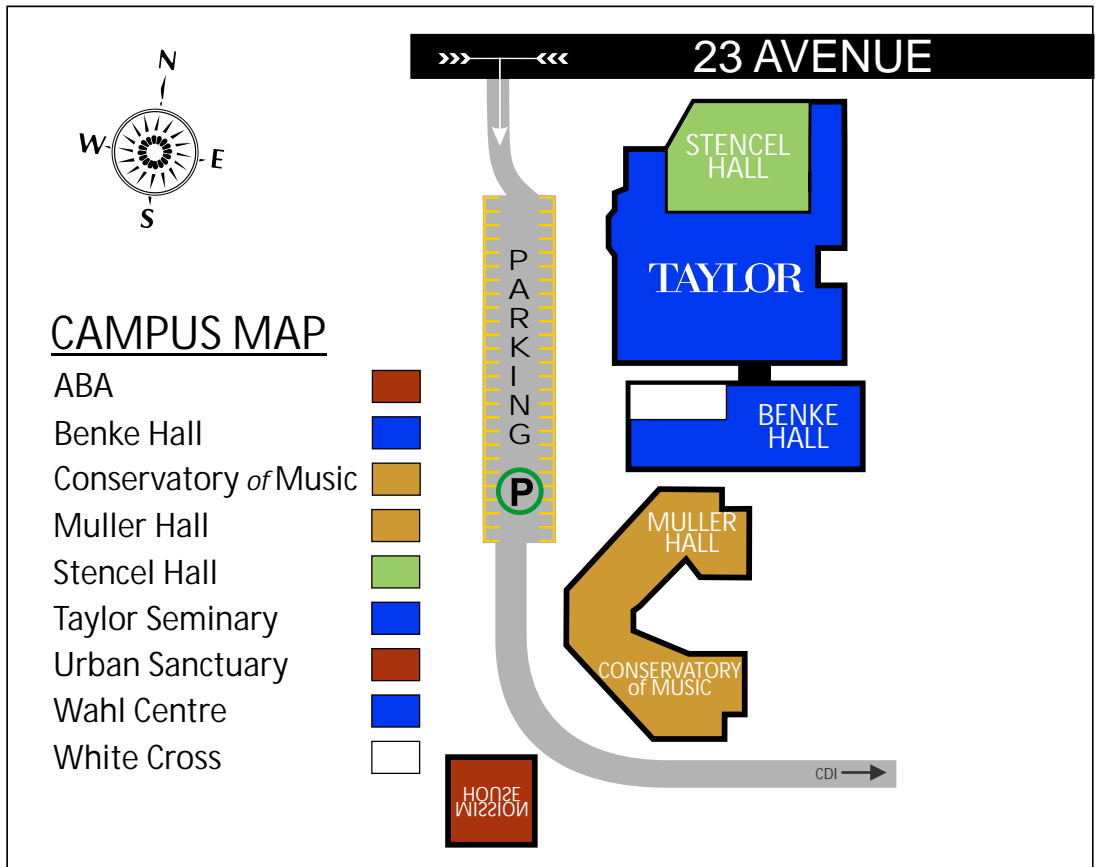 23 AVENUE
N
W
E
S
STENCEL
HALL
TAYLOR
PARKING
P
CAMPUS MAP
ABA
Benke Hall
Conservatory of Music
Muller Hall
Stencel Hall
Taylor Seminary
Urban Sanctuary
Wahl Centre
White Cross
BENKE
HALL
MULLER
HALL
CONSERVATORY
of MUSIC
CDI
MISSION
HOUSE